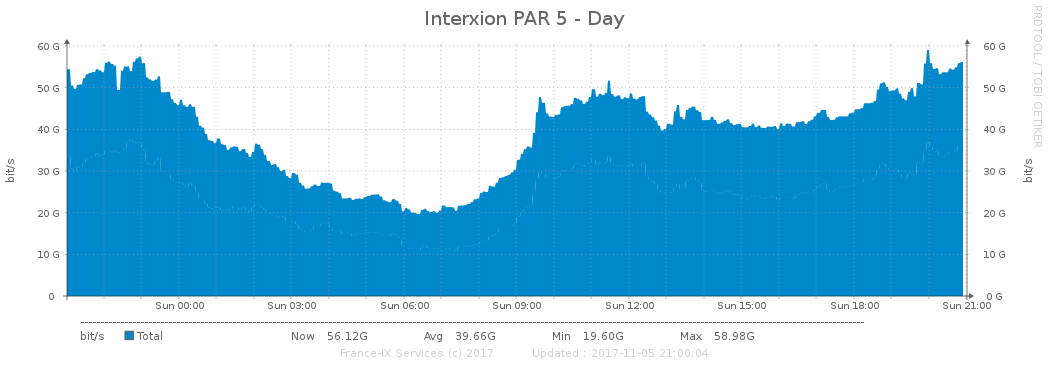 Interxion PAR 5 - Day
RRDTOOL / TOBI OETIKER
bit/s
bit/s
60 G 60 G
50 G 50 G
40 G 40 G
30 G 30 G
20 G 20 G
10 G 10 G
0 0 G
Sun 00:00 Sun 03:00 Sun 06:00 Sun 09:00 Sun 12:00 Sun 15:00 Sun 18:00 Sun 21:00
bit/s Total Now 56.12G Avg 39.66G Min 19.60G Max 58.98G
France-IX Services (c) 2017 Updated : 2017-11-05 21:00:04